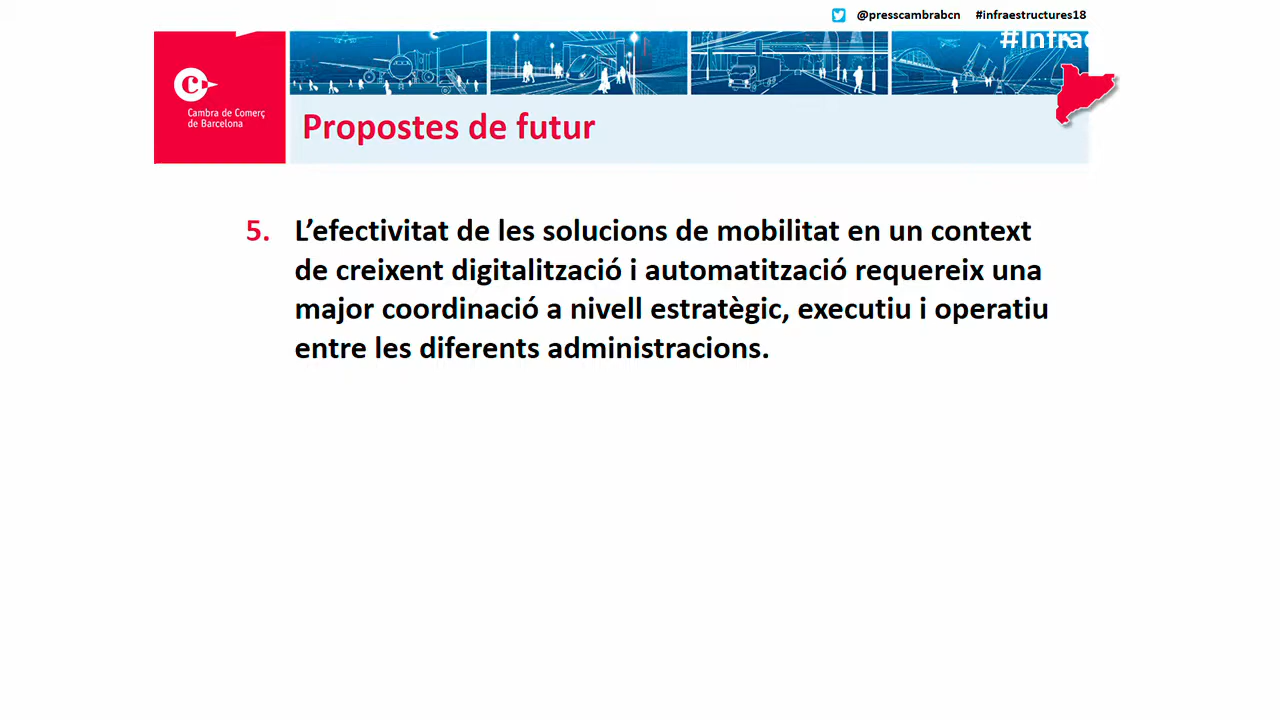 @presscambrabcn #infraestructures18
#Infrae
Cambra de Comerç
de Barcelona
Propostes de futur
5. L’efectivitat de les solucions de mobilitat en un context
de creixent digitalització i automatització requereix una
major coordinació a nivell estratègic, executiu i operatiu
entre les diferents administracions.